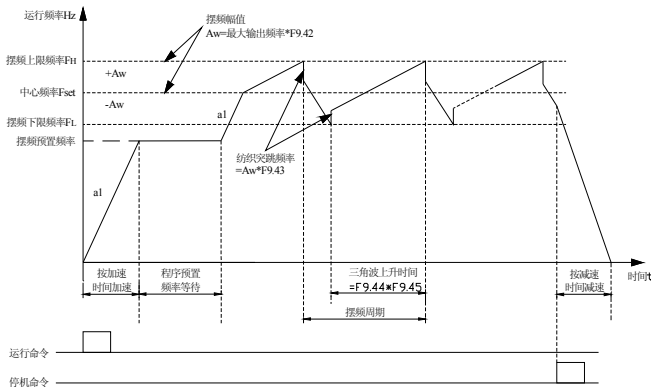 运行频率Hz
摆频幅值
Aw=最大输出频率*F9.42
摆频上限频率FH
+Aw
中心频率Fset
-Aw
摆频下限频率FL
a1
摆频预置频率
纺织突跳频率
=Aw*F9.43
a1
按加速
时间加速
程序预置
频率等待
三角波上升时间
=F9.44*F9.45
按减速
时间减速
时间t
摆频周期
运行命令
停机命令